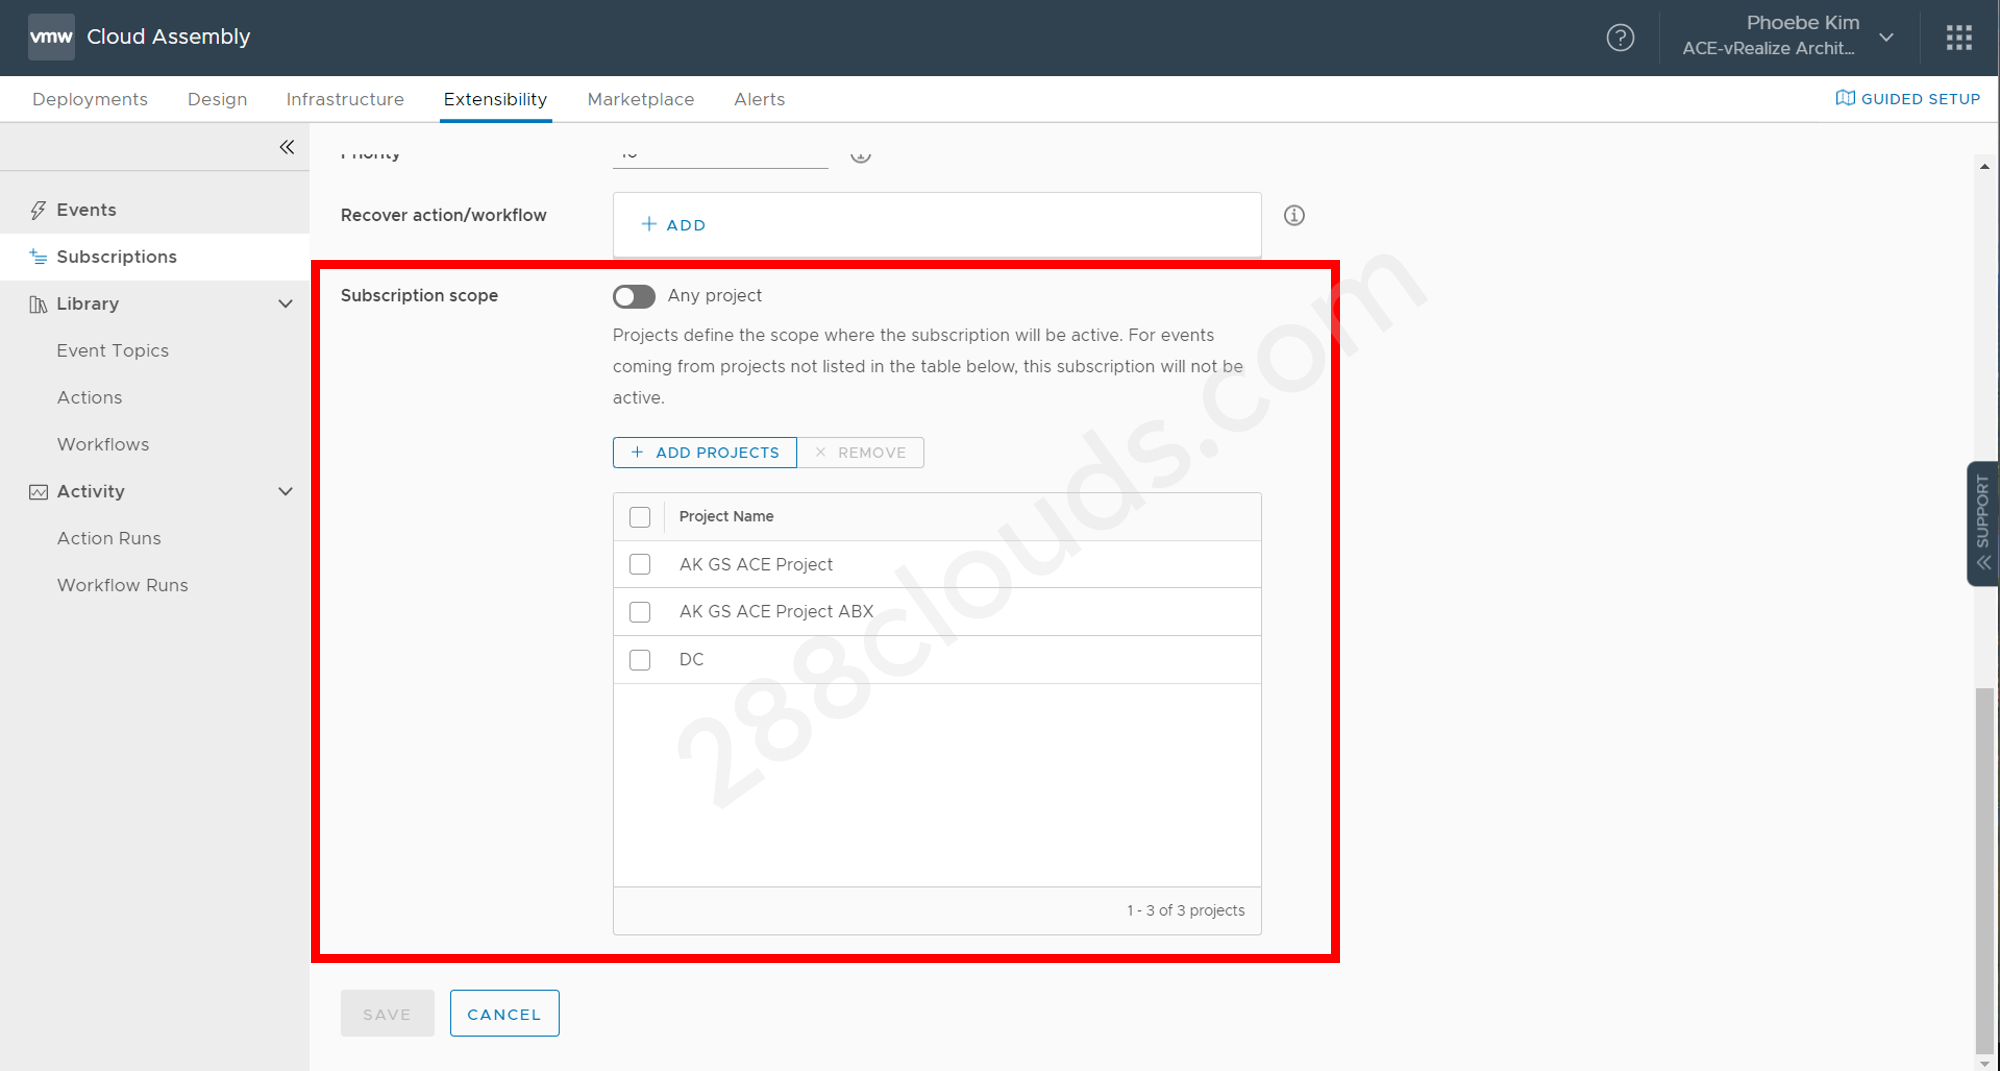 vmw Cloud Assembly
Phoebe Kim
ACE-vRealize Archit...
Deployments Design Infrastructure Extensibility Marketplace Alerts
GUIDED SETUP
Priority
Recover action/workflow
+ ADD
Events
Subscriptions
Library
Event Topics
Actions
Workflows
Activity
Action Runs
Workflow Runs
Subscription scope
Any project
Projects define the scope where the subscription will be active. For events
coming from projects not listed in the table below, this subscription will not be
active.
+ ADD PROJECTS
× REMOVE
Project Name
AK GS ACE Project
AK GS ACE Project ABX
DC
1 - 3 of 3 projects
SAVE
CANCEL
SUPPORT
288clouds.com